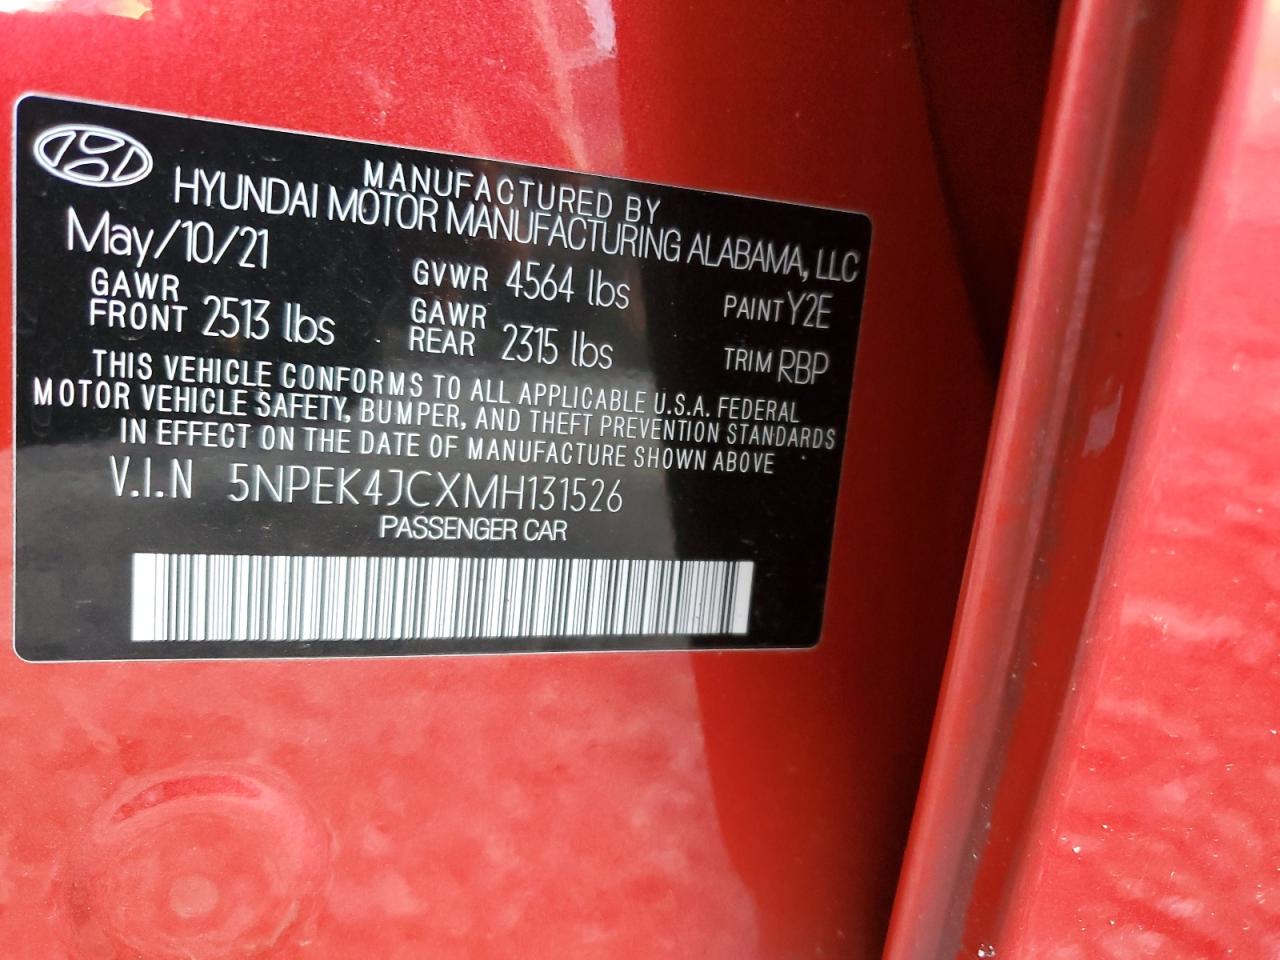 MANUFACTURED BY
HYUNDAI MOTOR MANUFACTURING ALABAMA, LLC
May/10/21
GVWR 4564 lbs
PAINT Y2E
GAWR FRONT 2513 lbs
GAWR REAR 2315 lbs
TRIM RBP
THIS VEHICLE CONFORMS TO ALL APPLICABLE U.S.A. FEDERAL
MOTOR VEHICLE SAFETY, BUMPER, AND THEFT PREVENTION STANDARDS
IN EFFECT ON THE DATE OF MANUFACTURE SHOWN ABOVE
V.I.N 5NPEK4JCXMH131526
PASSENGER CAR